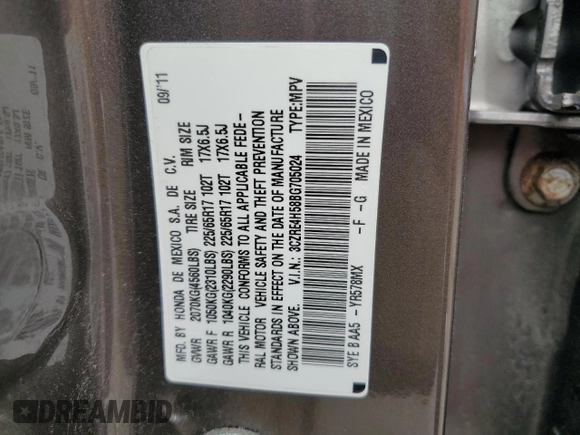 MFD. BY HONDA DE MEXICO S.A. DE C.V. 09/'11
GVWR 2070KG(4560LBS) TIRE SIZE RIM SIZE
GAWR F 1050KG(2310LBS) 225/65R17 102T 17X6.5J
GAWR R 1040KG(2290LBS) 225/65R17 102T 17X6.5J
THIS VEHICLE CONFORMS TO ALL APPLICABLE FEDE-
RAL MOTOR VEHICLE SAFETY AND THEFT PREVENTION
STANDARDS IN EFFECT ON THE DATE OF MANUFACTURE
SHOWN ABOVE. V.I.N.: 3CZRE4H58BG705024 TYPE:MPV
SYE B AA5 -YR578MX -F -G MADE IN MEXICO
DREAMBID